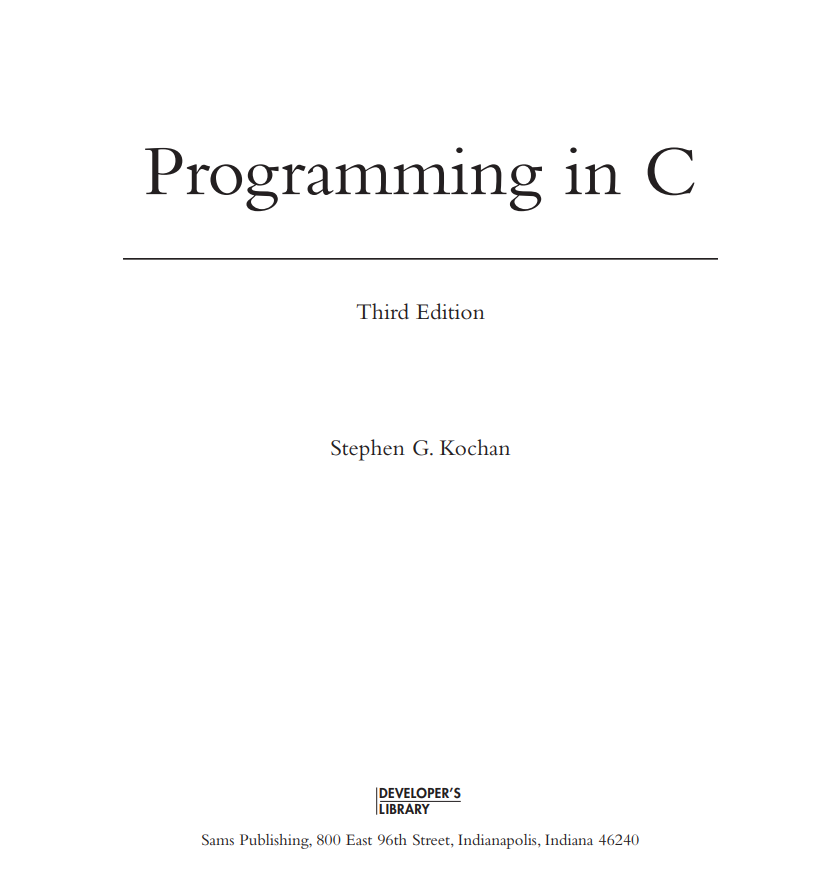 Programming in C
Third Edition
Stephen G. Kochan
DEVELOPER'S
LIBRARY
Sams Publishing, 800 East 96th Street, Indianapolis, Indiana 46240